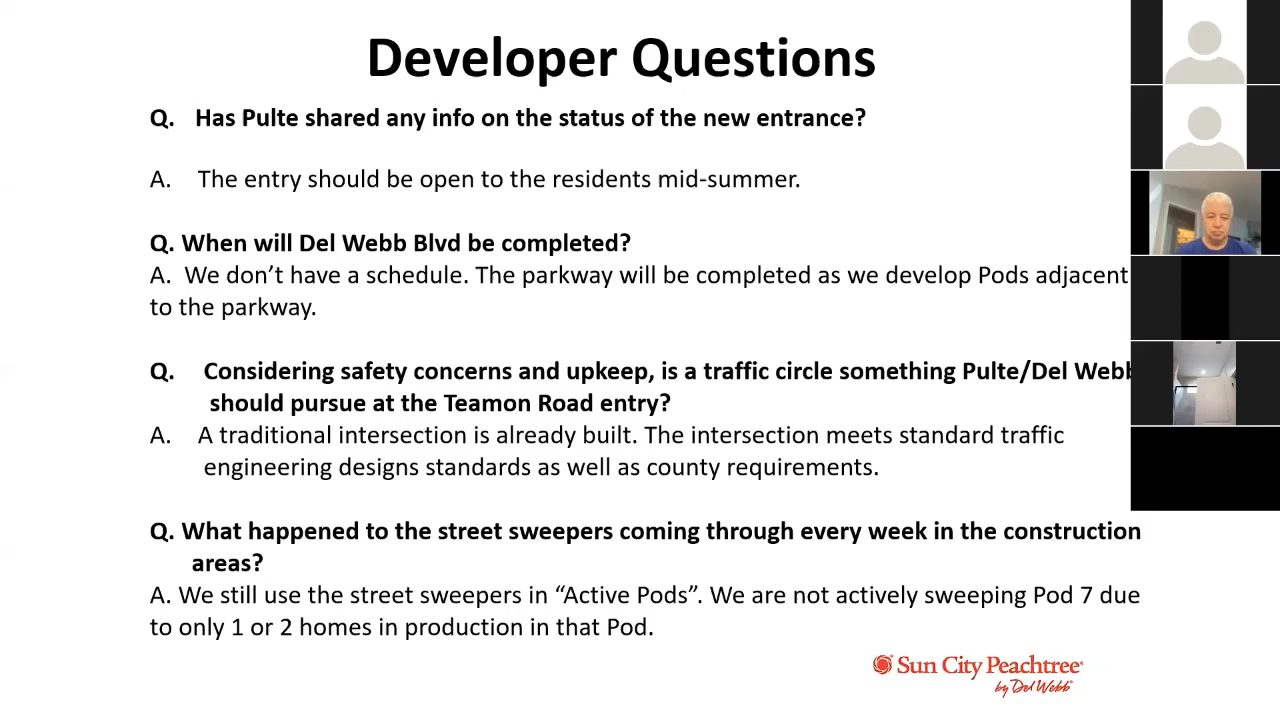 Developer Questions
Q. Has Pulte shared any info on the status of the new entrance?
A. The entry should be open to the residents mid-summer.
Q. When will Del Webb Blvd be completed?
A. We don’t have a schedule. The parkway will be completed as we develop Pods adjacent
to the parkway.
Q. Considering safety concerns and upkeep, is a traffic circle something Pulte/Del Webb
should pursue at the Teamon Road entry?
A. A traditional intersection is already built. The intersection meets standard traffic
engineering designs standards as well as county requirements.
Q. What happened to the street sweepers coming through every week in the construction
areas?
A. We still use the street sweepers in “Active Pods”. We are not actively sweeping Pod 7 due
to only 1 or 2 homes in production in that Pod.
Sun City Peachtree®
by Del Webb®